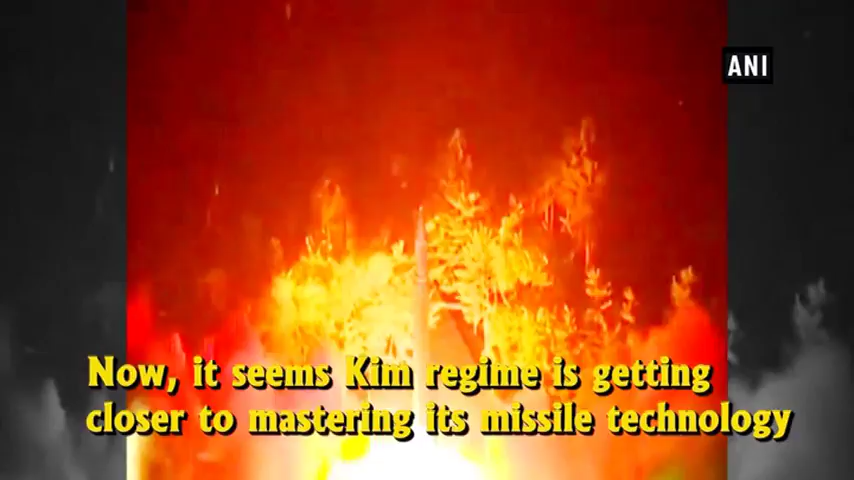 ANI
Now, it seems Kim regime is getting
closer to mastering its missile technology